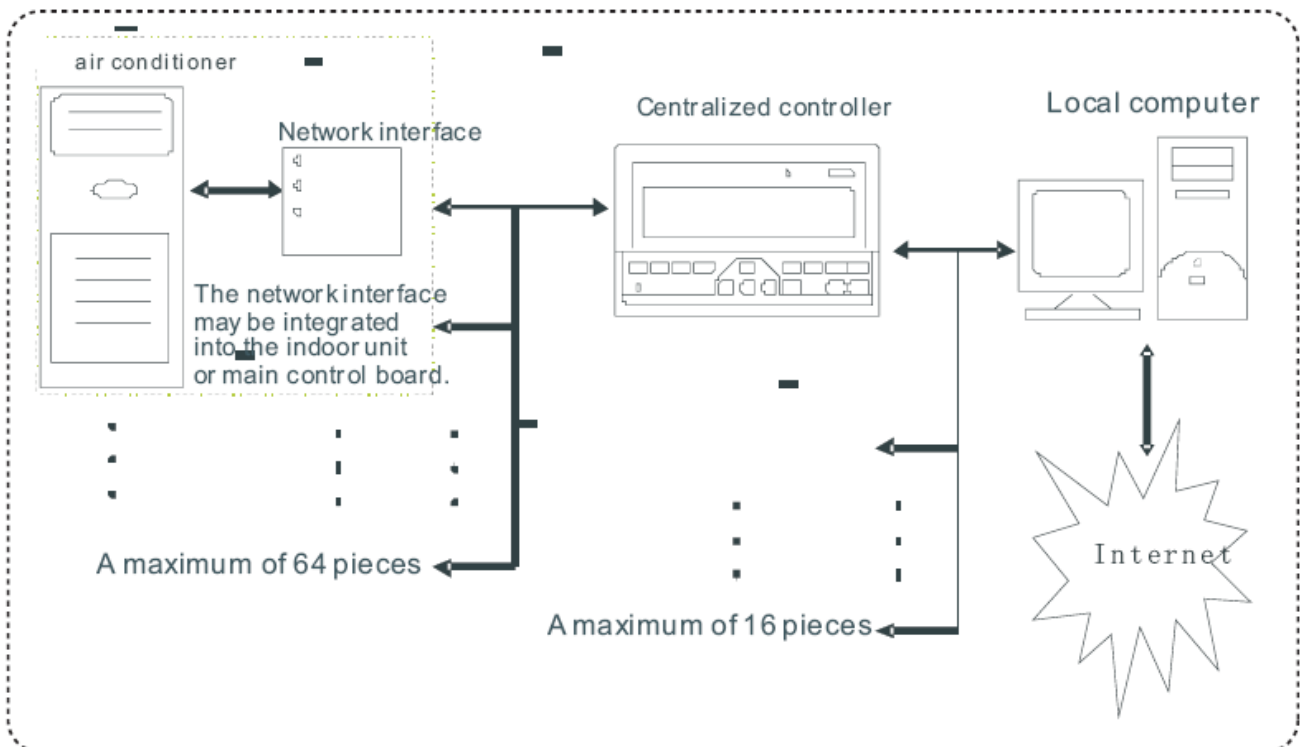 air conditioner
Network interface
Centralized controller
Local computer
The network interface
may be integrated
into the indoor unit
or main control board.
A maximum of 64 pieces
A maximum of 16 pieces
Internet